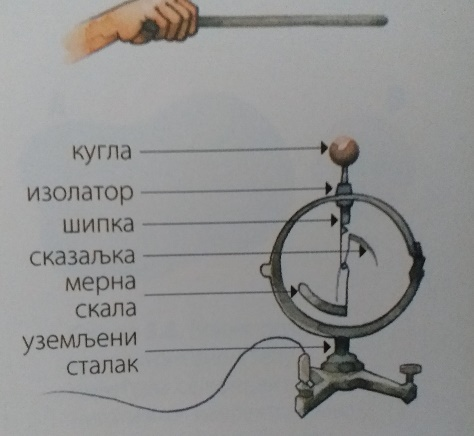 кугла
изолатор
шипка
сказаљка
мерна
скала
уземљени
сталак